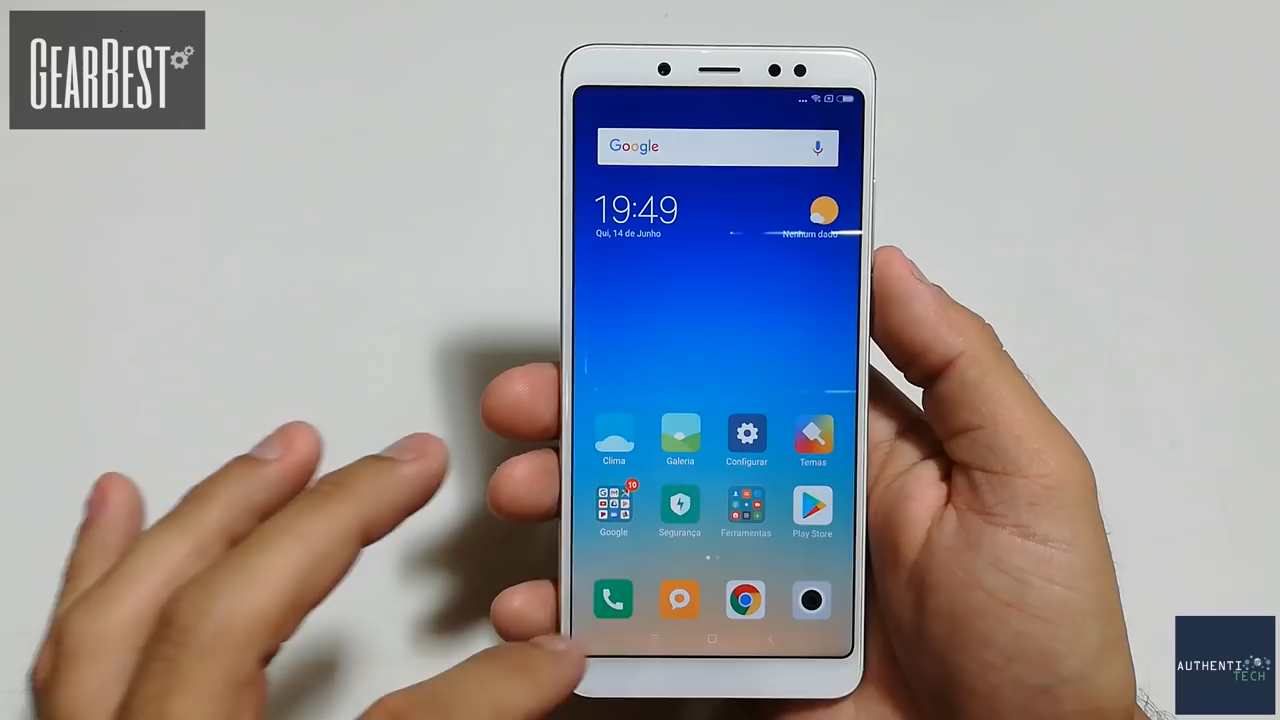 GEARBEST
Google
19:49
Qui, 14 de Junho
Nenhum dado
Clima
Galeria
Configurar
Temas
10
Google
Segurança
Ferramentas
Play Store
AUTHENTI
TECH